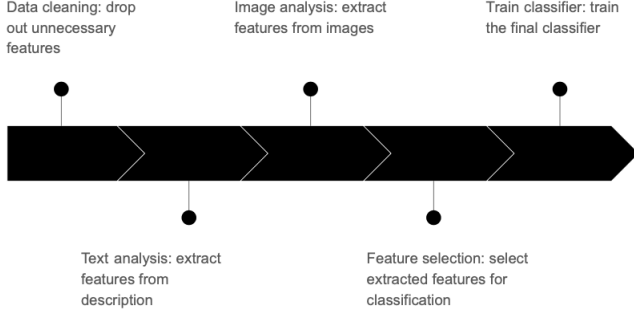 Data cleaning: drop
out unnecessary
features
Image analysis: extract
features from images
Train classifier: train
the final classifier
Text analysis: extract
features from
description
Feature selection: select
extracted features for
classification